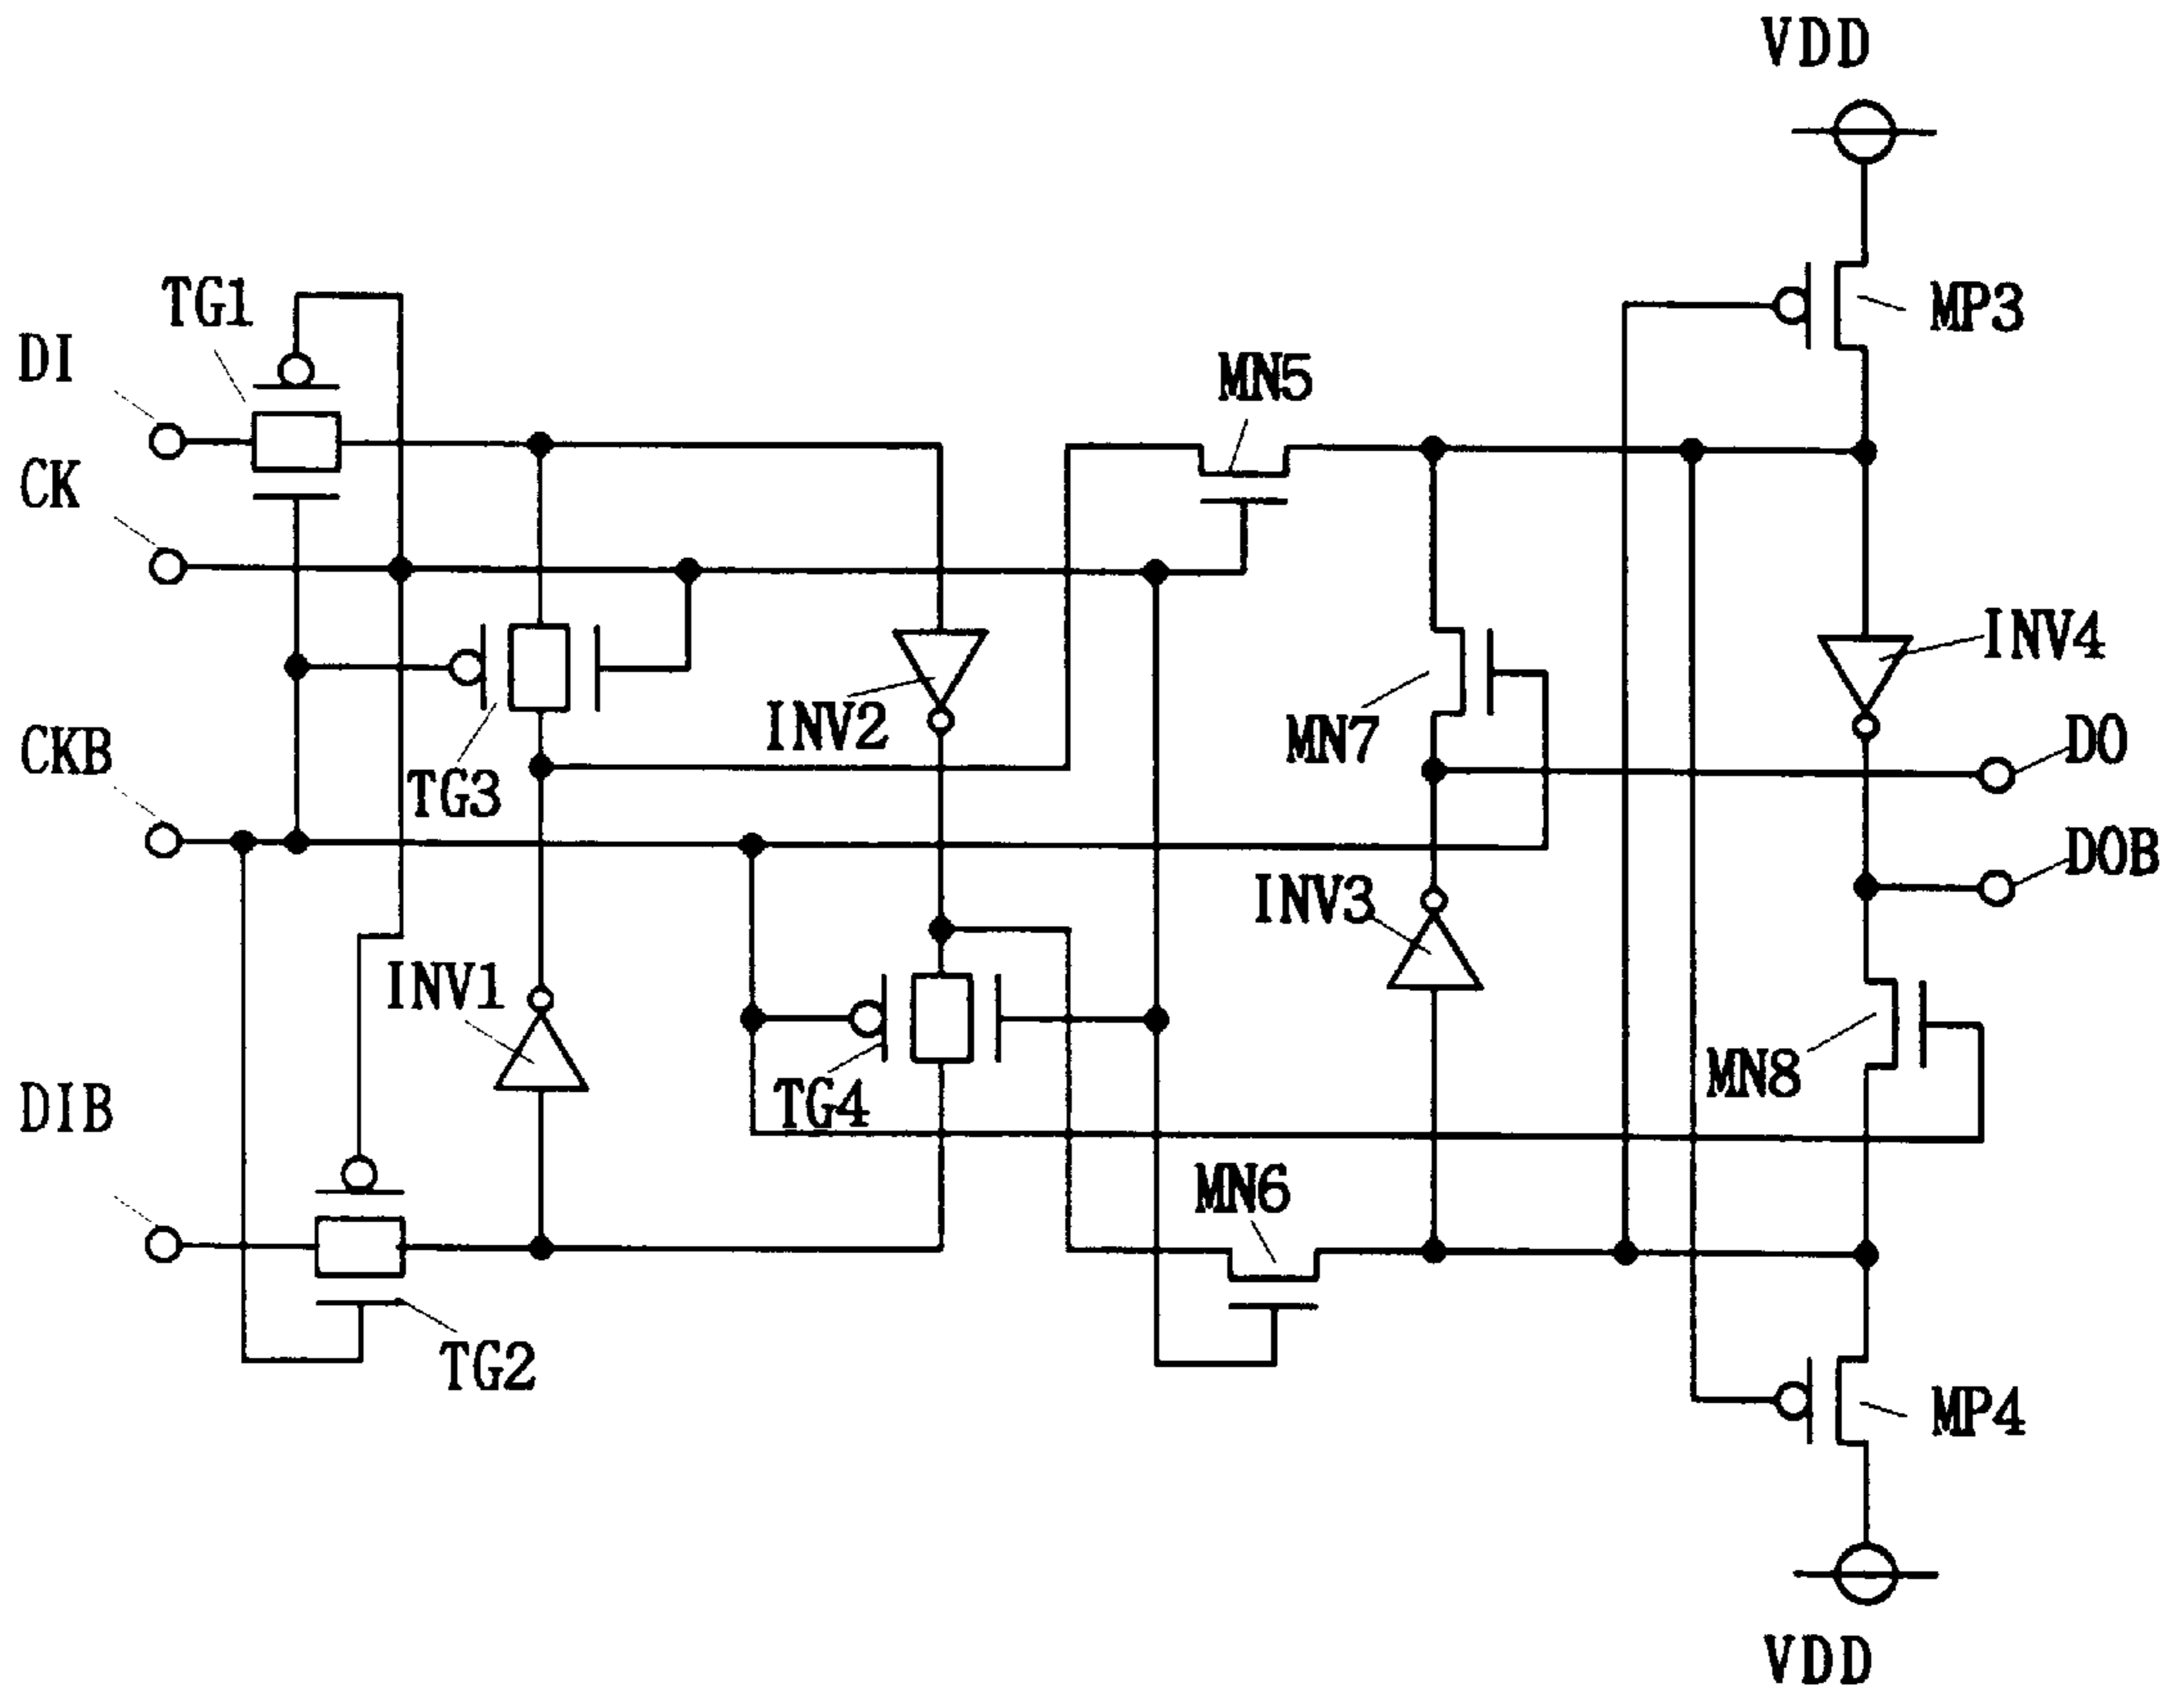 VDD
TG1
MP3
DI
MN5
CK
INV4
INV2
MN7
DO
CKB
TG3
DOB
INV3
INV1
MN8
TG4
DIB
MN6
TG2
MP4
VDD